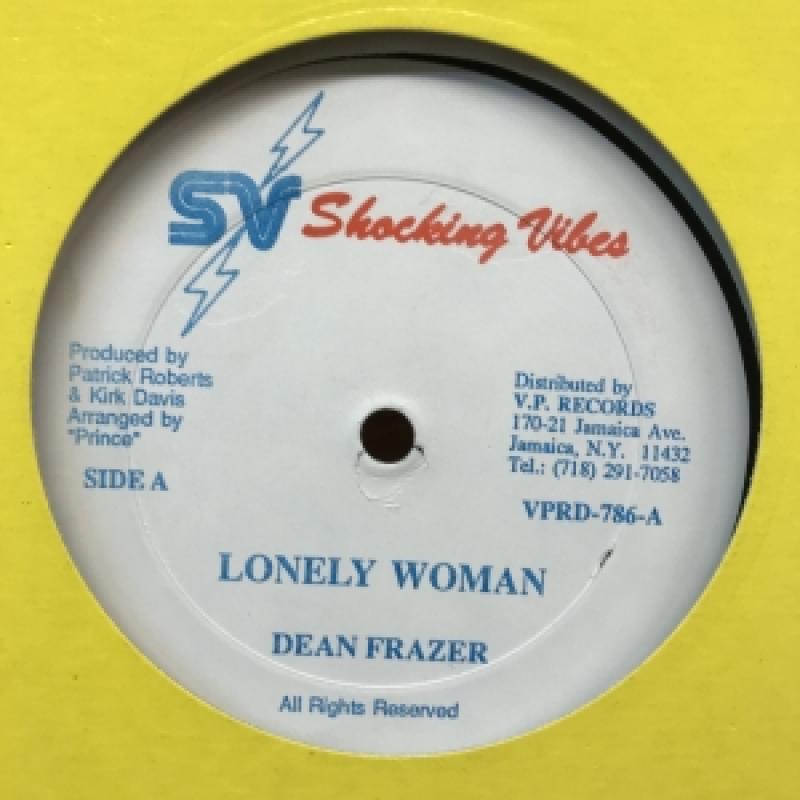 SV Shocking Vibes
Produced by
Patrick Roberts
& Kirk Davis
Arranged by
"Prince"
SIDE A
Distributed by
V.P. RECORDS
170-21 Jamaica Ave.
Jamaica, N.Y. 11432
Tel.: (718) 291-7058
VPRD-786-A
LONELY WOMAN
DEAN FRAZER
All Rights Reserved